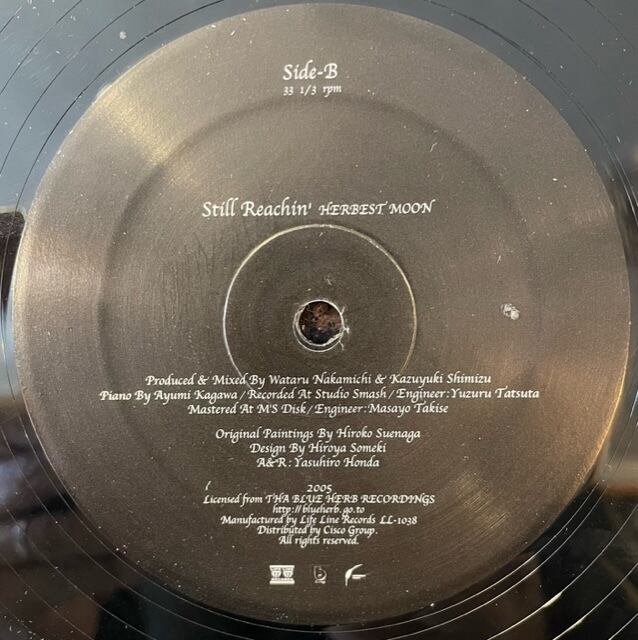 Side-B
33 1/3 rpm
Still Reachin' HERBEST MOON
Produced & Mixed By Wataru Nakamichi & Kazuyuki Shimizu
Piano By Ayumi Kagawa / Recorded At Studio Smash / Engineer:Yuzuru Tatsuta
Mastered At M'S Disk / Engineer:Masayo Takise
Original Paintings By Hiroko Suenaga
Design By Hiroya Someki
A&R : Yasuhiro Honda
2005
Licensed from THA BLUE HERB RECORDINGS
http://blueherb.go.to
Manufactured by Life Line Records LL-1038
Distributed by Cisco Group.
All rights reserved.